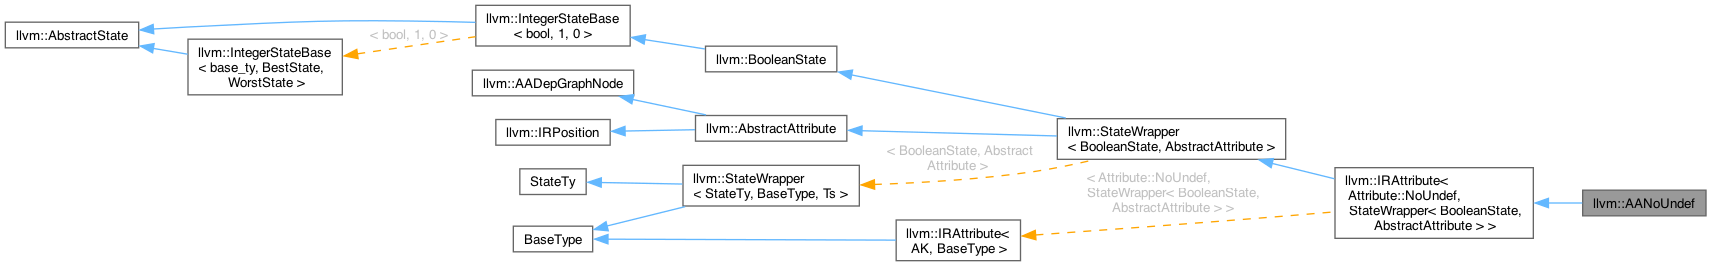 llvm::AbstractState
llvm::IntegerStateBase
< base_ty, BestState,
WorstState >
< bool, 1, 0 >
llvm::IntegerStateBase
< bool, 1, 0 >
llvm::AADepGraphNode
llvm::IRPosition
StateTy
BaseType
llvm::BooleanState
llvm::AbstractAttribute
llvm::StateWrapper
< StateTy, BaseType, Ts >
< BooleanState, Abstract
Attribute >
llvm::IRAttribute<
AK, BaseType >
llvm::StateWrapper
< BooleanState, AbstractAttribute >
< Attribute::NoUndef,
StateWrapper< BooleanState,
AbstractAttribute > >
llvm::IRAttribute<
Attribute::NoUndef,
StateWrapper< BooleanState,
AbstractAttribute > >
llvm::AANoUndef